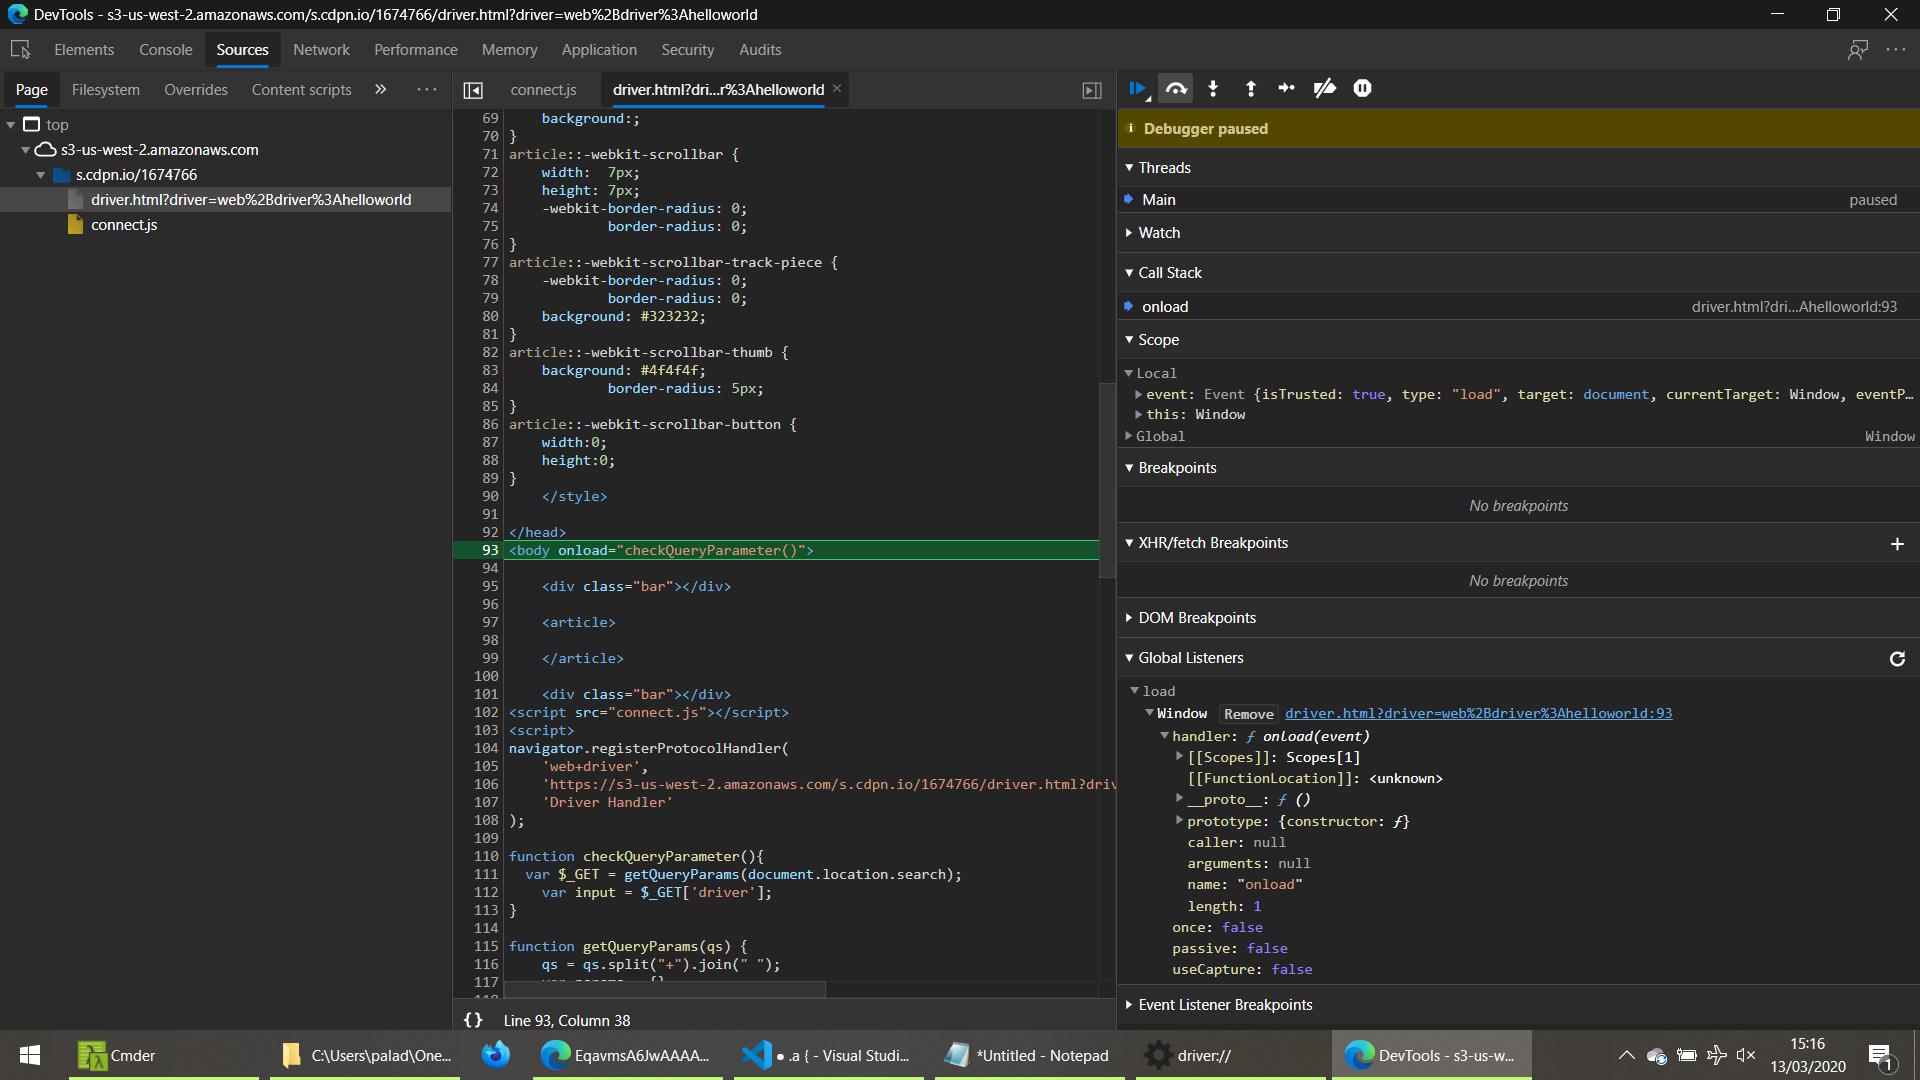 DevTools - s3-us-west-2.amazonaws.com/s.cdpn.io/1674766/driver.html?driver=web%2Bdriver%3Ahelloworld
Elements Console Sources Network Performance Memory Application Security Audits
Page Filesystem Overrides Content scripts » ···
top
s3-us-west-2.amazonaws.com
s.cdpn.io/1674766
driver.html?driver=web%2Bdriver%3Ahelloworld
connect.js
connect.js driver.html?dri...r%3Ahelloworld ×
69 background:;
70 }
71 article::-webkit-scrollbar {
72 width:  7px;
73 height: 7px;
74 -webkit-border-radius: 0;
75 border-radius: 0;
76 }
77 article::-webkit-scrollbar-track-piece {
78 -webkit-border-radius: 0;
79 border-radius: 0;
80 background: #323232;
81 }
82 article::-webkit-scrollbar-thumb {
83 background: #4f4f4f;
84 border-radius: 5px;
85 }
86 article::-webkit-scrollbar-button {
87 width:0;
88 height:0;
89 }
90 </style>
91
92 </head>
93 <body onload="checkQueryParameter()">
94
95 <div class="bar"></div>
96
97 <article>
98
99 </article>
100
101 <div class="bar"></div>
102 <script src="connect.js"></script>
103 <script>
104 navigator.registerProtocolHandler(
105 'web+driver',
106 'https://s3-us-west-2.amazonaws.com/s.cdpn.io/1674766/driver.html?driv
107 'Driver Handler'
108 );
109
110 function checkQueryParameter(){
111 var $_GET = getQueryParams(document.location.search);
112 var input = $_GET['driver'];
113 }
114
115 function getQueryParams(qs) {
116 qs = qs.split("+").join(" ");
117
{} Line 93, Column 38
Debugger paused
Threads
Main paused
Watch
Call Stack
onload driver.html?dri...Ahelloworld:93
Scope
Local
event: Event {isTrusted: true, type: "load", target: document, currentTarget: Window, eventP…
this: Window
Global Window
Breakpoints
No breakpoints
XHR/fetch Breakpoints +
No breakpoints
DOM Breakpoints
Global Listeners
load
Window Remove driver.html?driver=web%2Bdriver%3Ahelloworld:93
handler: ƒ onload(event)
[[Scopes]]: Scopes[1]
[[FunctionLocation]]: <unknown>
__proto__: ƒ ()
prototype: {constructor: ƒ}
caller: null
arguments: null
name: "onload"
length: 1
once: false
passive: false
useCapture: false
Event Listener Breakpoints
Cmder C:\Users\palad\One... EqavmsA6JwAAAA... ● .a { - Visual Studi... *Untitled - Notepad driver:// DevTools - s3-us-w...
15:16
13/03/2020
1